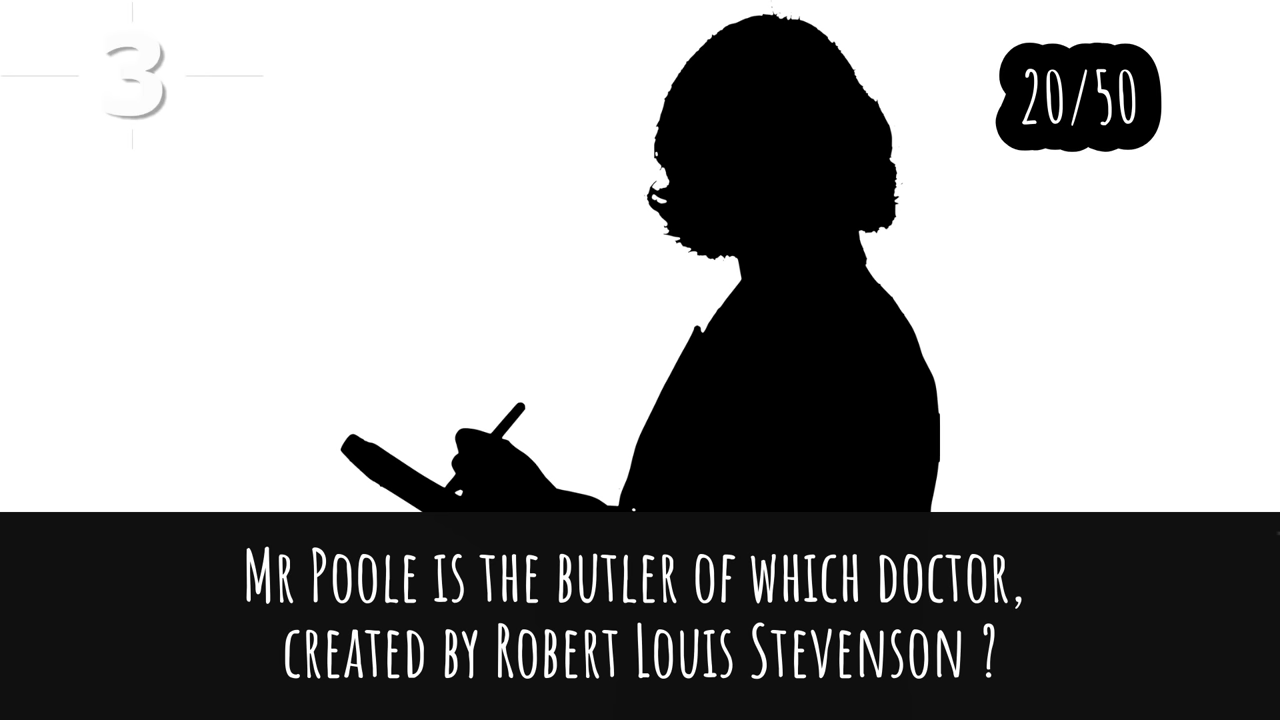 3
20/50
Mr Poole is the butler of which doctor,
created by Robert Louis Stevenson ?